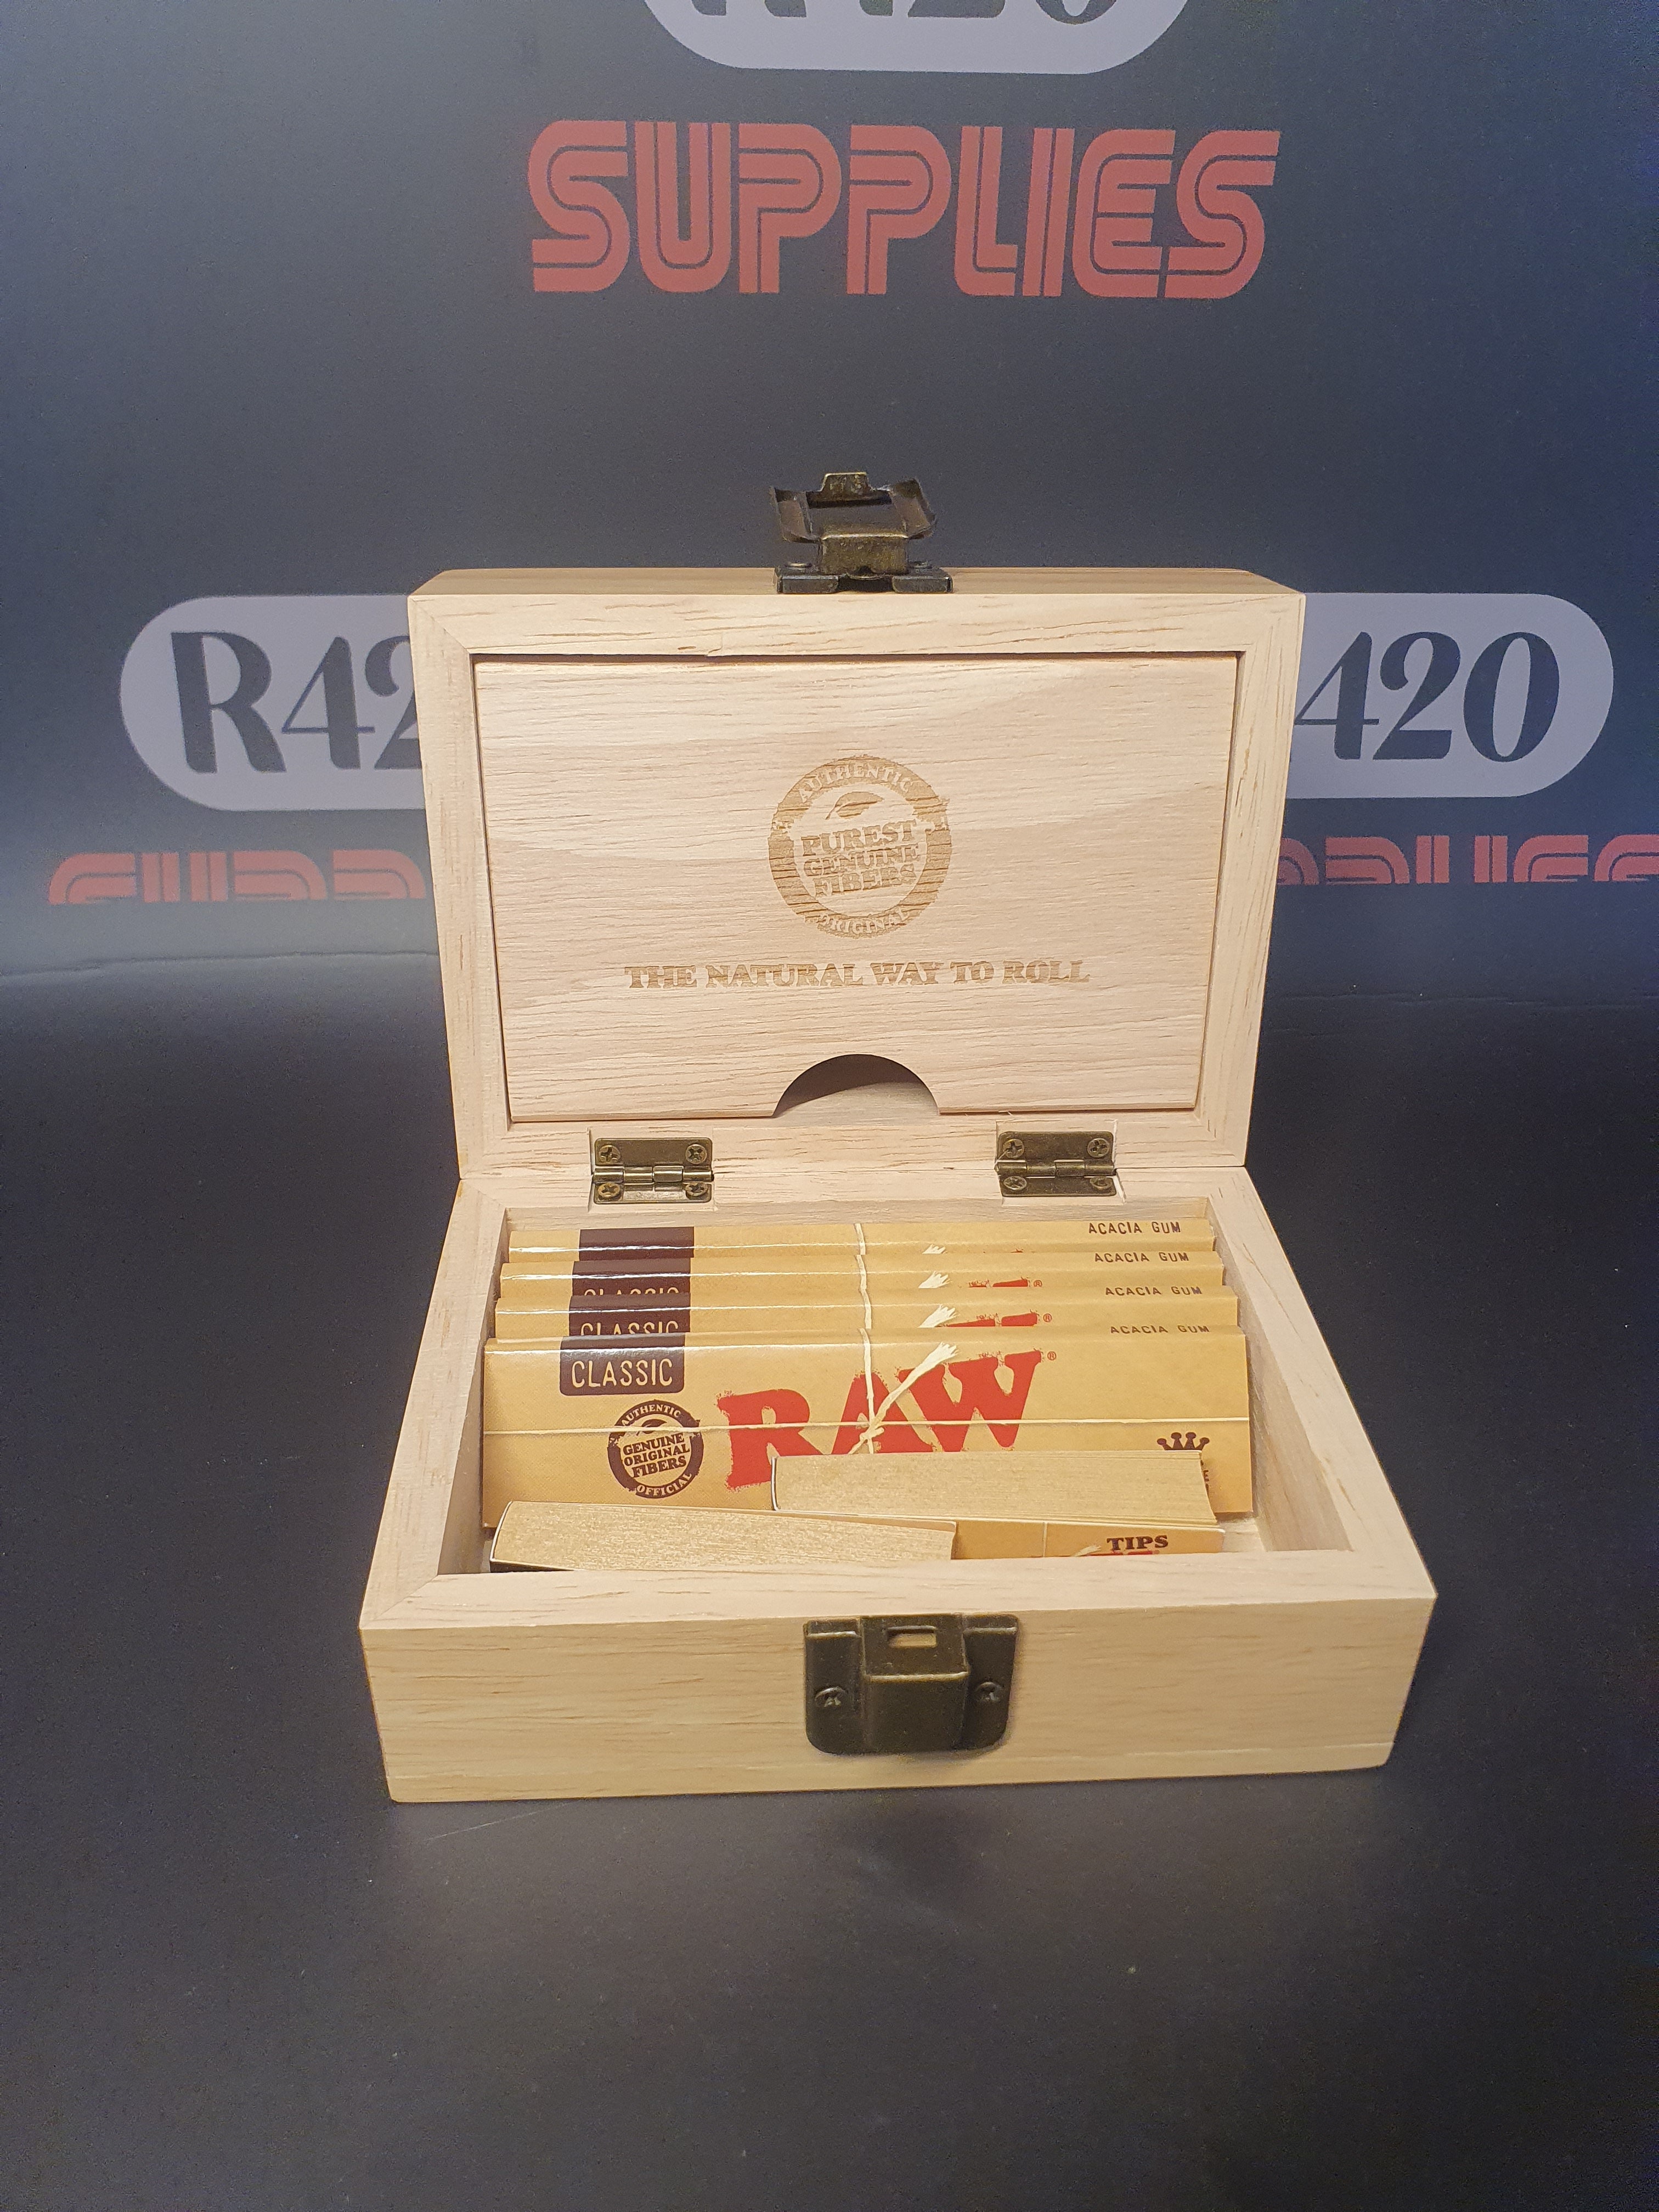 SUPPLIES
R42
420
AUTHENTIC
PUREST
GENUINE
FIBERS
ORIGINAL
THE NATURAL WAY TO ROLL
ACACIA GUM
ACACIA GUM
CLASSIC
®
ACACIA GUM
CLASSIC
®
ACACIA GUM
CLASSIC
RAW®
AUTHENTIC
GENUINE
ORIGINAL
FIBERS
OFFICIAL
TIPS